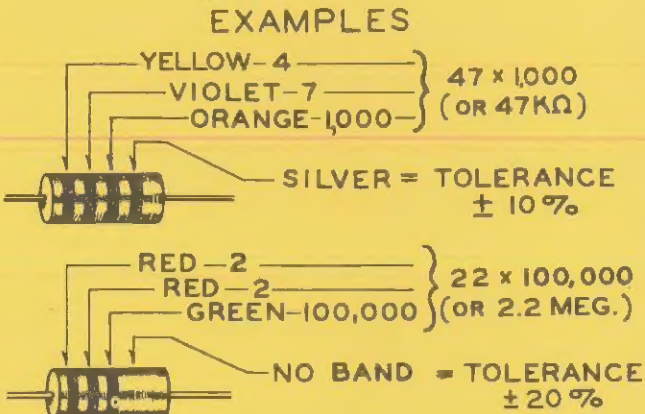 EXAMPLES
YELLOW-4
VIOLET-7
ORANGE-1,000
47 x 1,000
(OR 47KΩ)
SILVER = TOLERANCE
± 10%
RED-2
RED-2
GREEN-100,000
22 x 100,000
(OR 2.2 MEG.)
NO BAND = TOLERANCE
± 20%